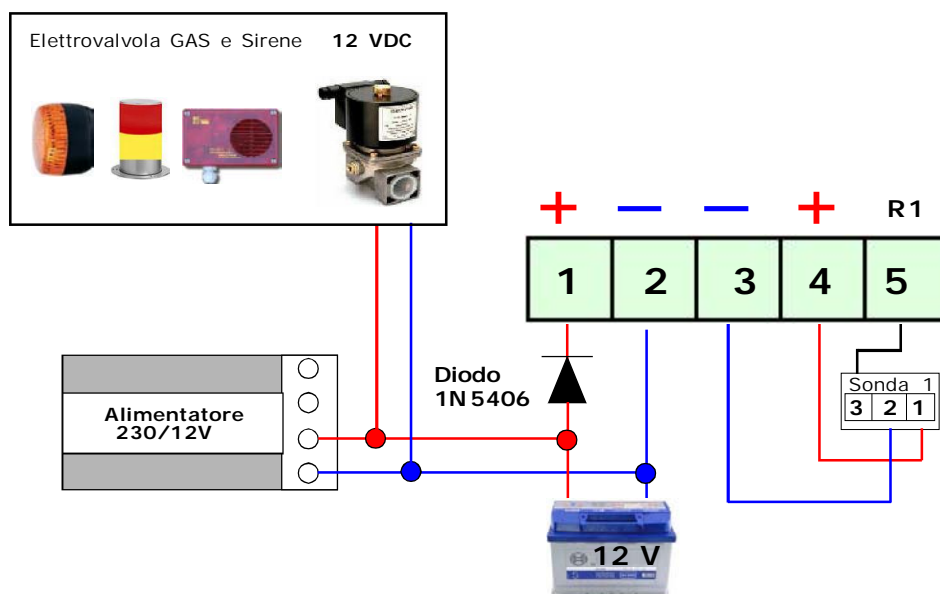 Elettrovalvola GAS e Sirene 12 VDC
+ — — + R1
1 2 3 4 5
Diodo
1N5406
Alimentatore
230/12V
Sonda 1
3 2 1
12 V